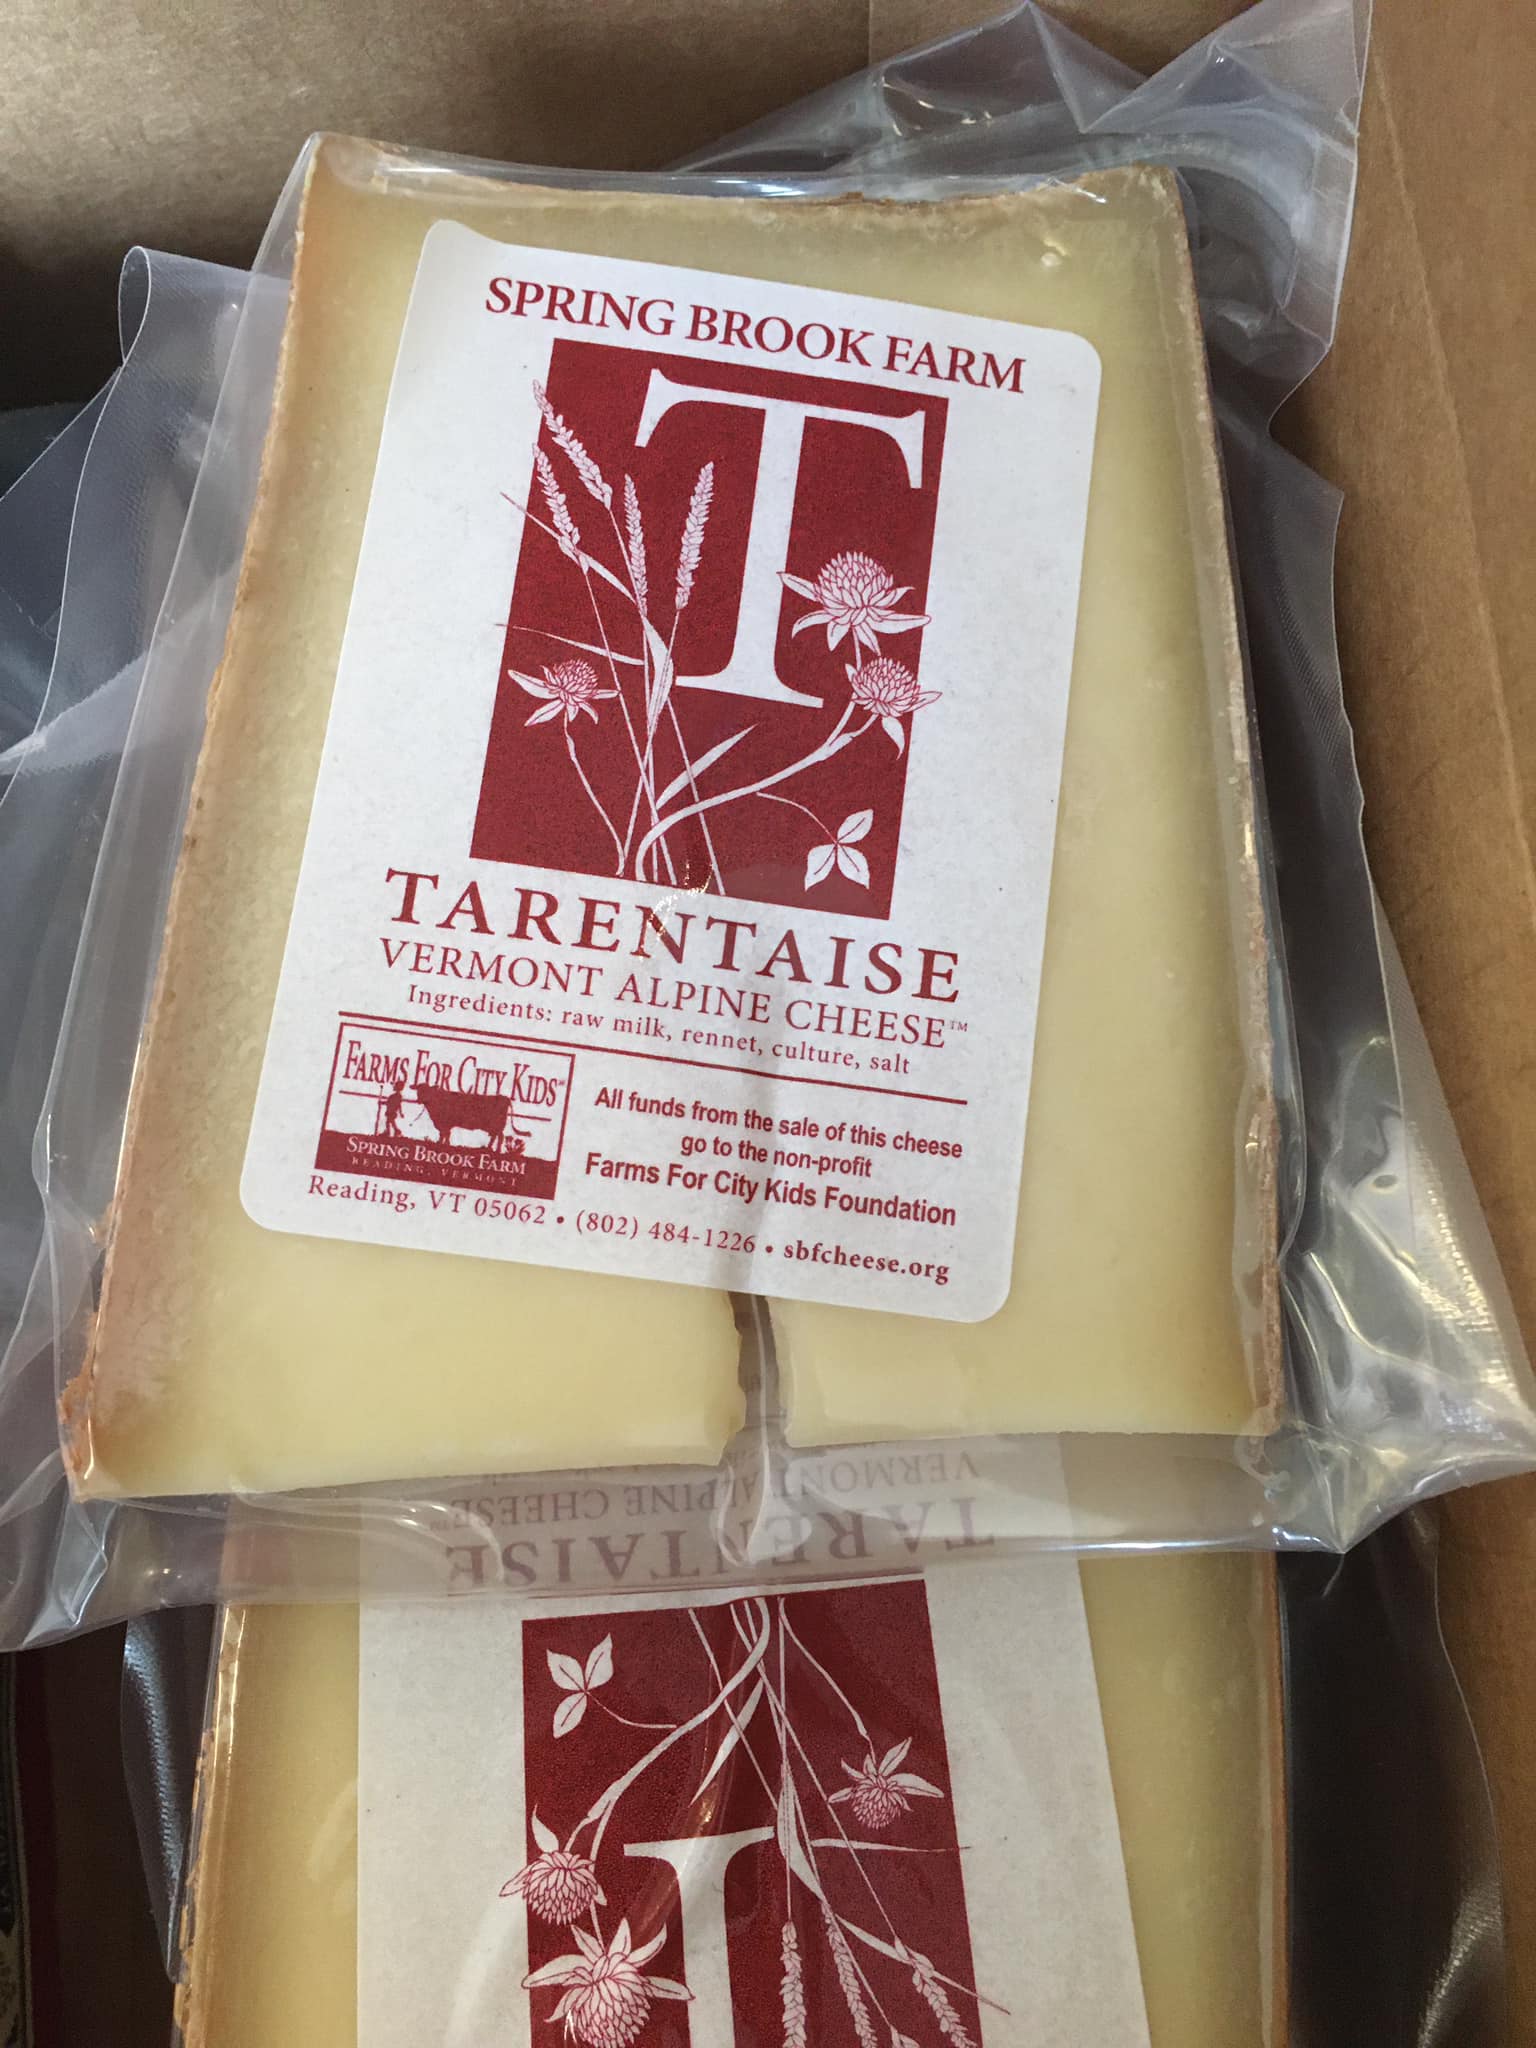 SPRING BROOK FARM
T
TARENTAISE
VERMONT ALPINE CHEESE™
Ingredients: raw milk, rennet, culture, salt
FARMS FOR CITY KIDS
SPRING BROOK FARM
READING, VERMONT
All funds from the sale of this cheese
go to the non-profit
Farms For City Kids Foundation
Reading, VT 05062 • (802) 484-1226 • sbfcheese.org
VERMONT ALPINE CHEESE™
TARENTAISE
T